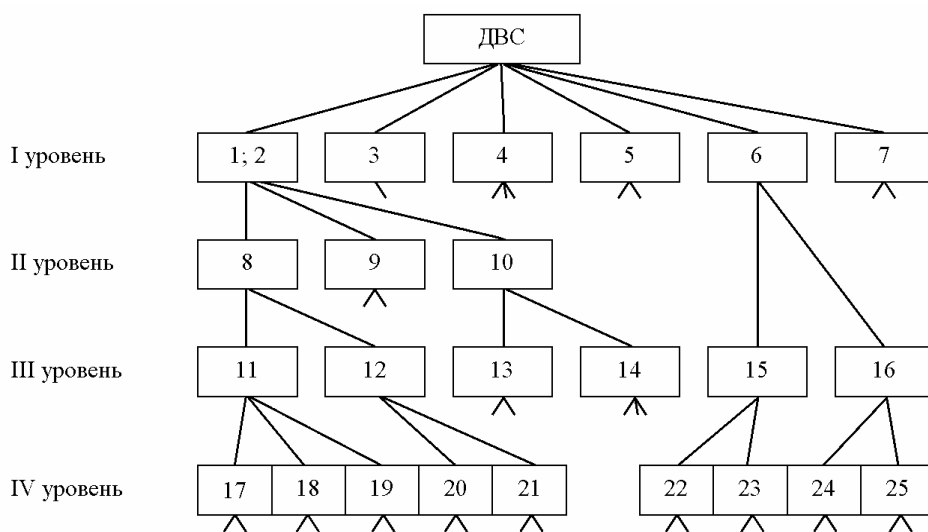 ДВС
I уровень 1; 2 3 4 5 6 7
II уровень 8 9 10
III уровень 11 12 13 14 15 16
IV уровень 17 18 19 20 21 22 23 24 25